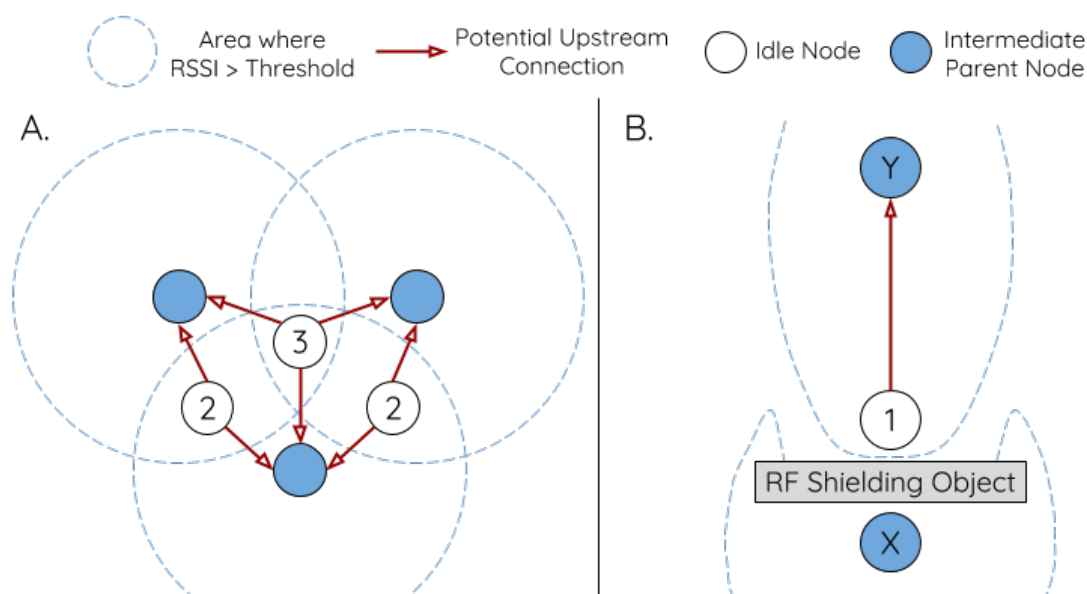 Area where
RSSI > Threshold
Potential Upstream
Connection
Idle Node
Intermediate
Parent Node
A.
B.
Y
3
2
2
1
RF Shielding Object
X